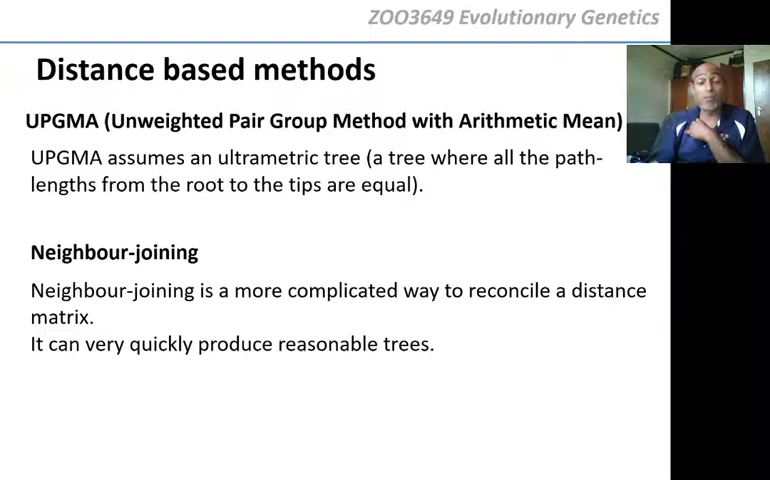 ZOO3649 Evolutionary Genetics
Distance based methods
UPGMA (Unweighted Pair Group Method with Arithmetic Mean)
UPGMA assumes an ultrametric tree (a tree where all the path-
lengths from the root to the tips are equal).
Neighbour-joining
Neighbour-joining is a more complicated way to reconcile a distance
matrix.
It can very quickly produce reasonable trees.